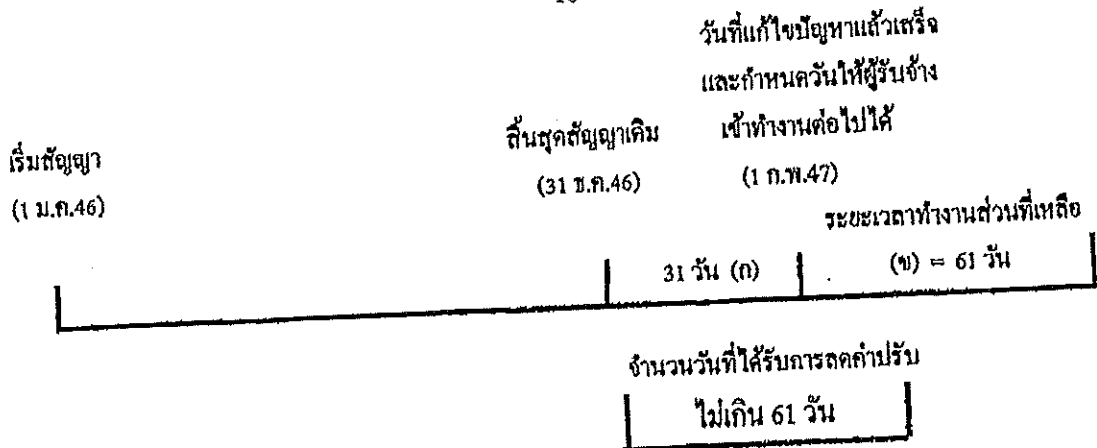 วันที่แก้ไขปัญหาแล้วเสร็จ
และกำหนดวันให้ผู้รับจ้าง
เข้าทำงานต่อไปได้
(1 ก.พ.47)
สิ้นสุดสัญญาเดิม
(31 ธ.ค.46)
เริ่มสัญญา
(1 ม.ค.46)
ระยะเวลาทำงานส่วนที่เหลือ
31 วัน (ก)
(ข) = 61 วัน
จำนวนวันที่ได้รับการลดค่าปรับ
ไม่เกิน 61 วัน